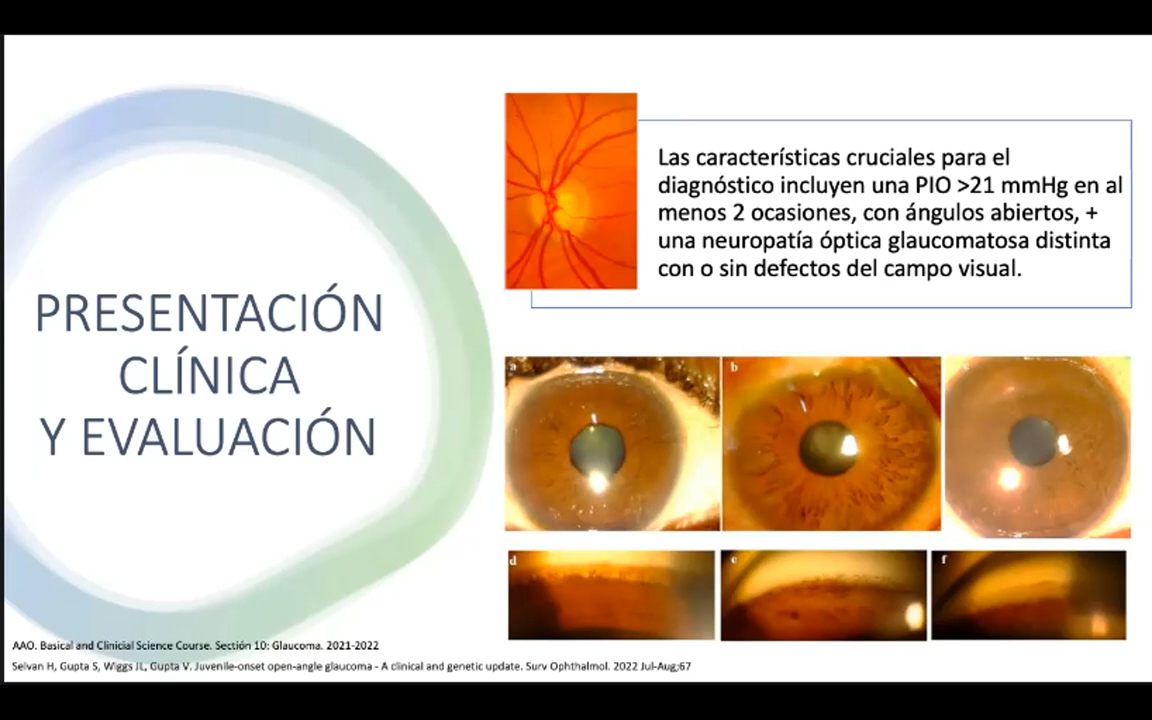 PRESENTACIÓN
CLÍNICA
Y EVALUACIÓN
Las características cruciales para el
diagnóstico incluyen una PIO >21 mmHg en al
menos 2 ocasiones, con ángulos abiertos, +
una neuropatía óptica glaucomatosa distinta
con o sin defectos del campo visual.
a
b
c
d
e
f
AAO. Basical and Clinicial Science Course. Sectión 10: Glaucoma. 2021-2022
Selvan H, Gupta S, Wiggs JL, Gupta V. Juvenile-onset open-angle glaucoma - A clinical and genetic update. Surv Ophthalmol. 2022 Jul-Aug;67